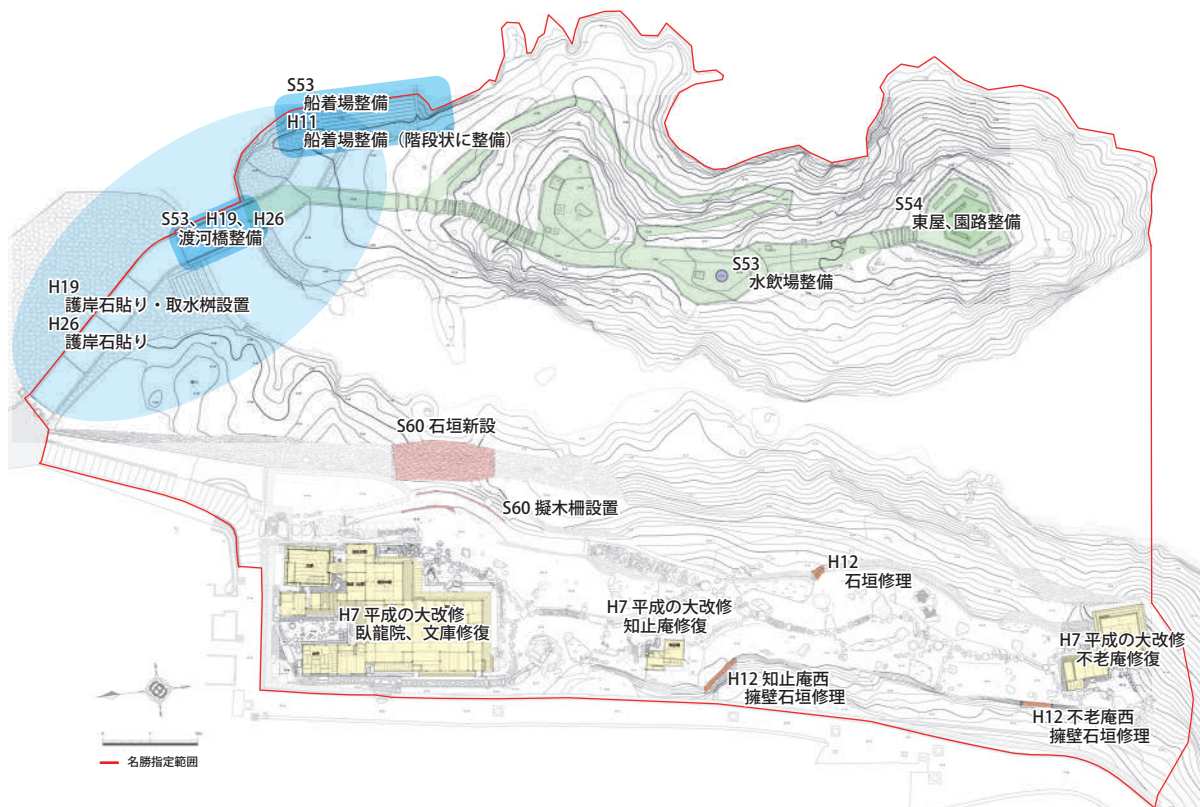 S53
船着場整備
H11
船着場整備（階段状に整備）
S53、H19、H26
渡河橋整備
S54
東屋、園路整備
S53
水飲場整備
H19
護岸石貼り・取水桝設置
H26
護岸石貼り
S60 石垣新設
S60 擬木柵設置
H12
石垣修理
H7 平成の大改修
臥龍院、文庫修復
H7 平成の大改修
知止庵修復
H7 平成の大改修
不老庵修復
H12 知止庵西
擁壁石垣修理
H12 不老庵西
擁壁石垣修理
名勝指定範囲